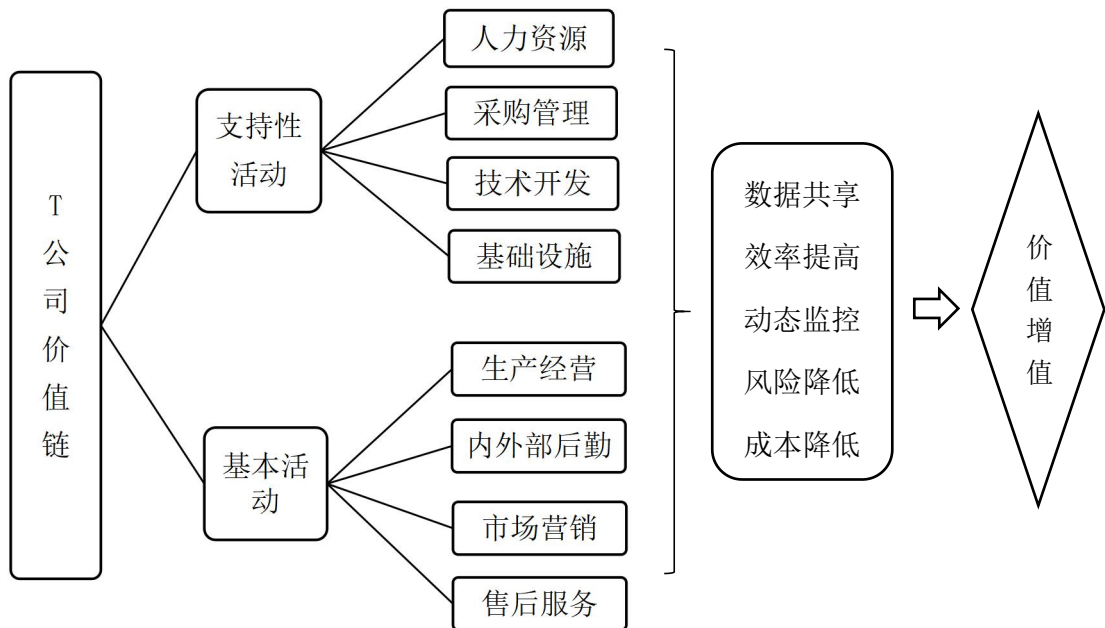 T
公
司
价
值
链
支持性
活动
人力资源
采购管理
技术开发
基础设施
基本活
动
生产经营
内外部后勤
市场营销
售后服务
数据共享
效率提高
动态监控
风险降低
成本降低
价
值
增
值